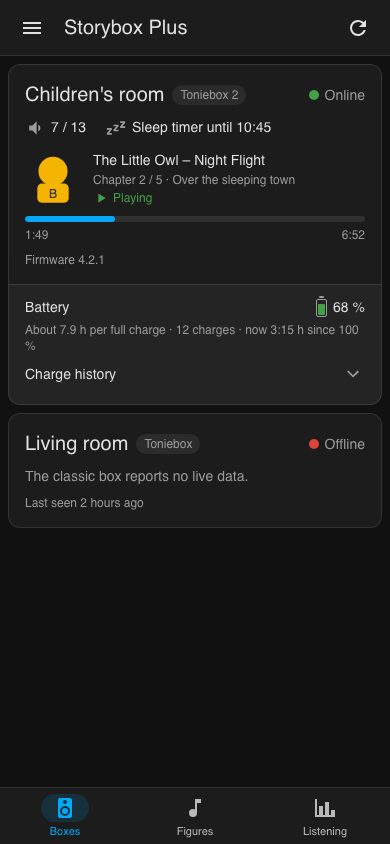 Storybox Plus
Children's room Toniebox 2 Online
7 / 13 zzZ Sleep timer until 10:45
The Little Owl – Night Flight
Chapter 2 / 5 · Over the sleeping town
Playing
B
1:49 6:52
Firmware 4.2.1
Battery 68 %
About 7.9 h per full charge · 12 charges · now 3:15 h since 100
%
Charge history
Living room Toniebox Offline
The classic box reports no live data.
Last seen 2 hours ago
Boxes Figures Listening